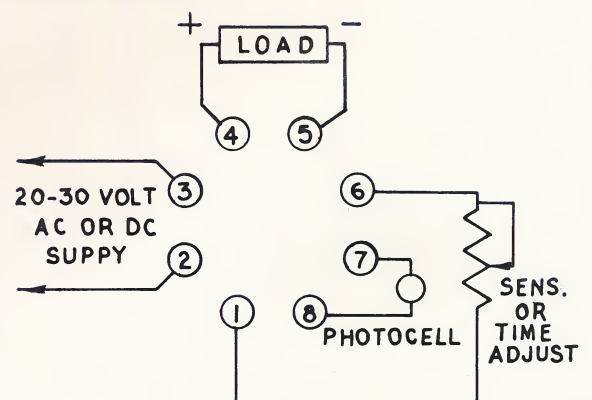 + LOAD −
4 5
3 6
20-30 VOLT
AC OR DC
SUPPY
2 7
1 8
PHOTOCELL
SENS.
OR
TIME
ADJUST